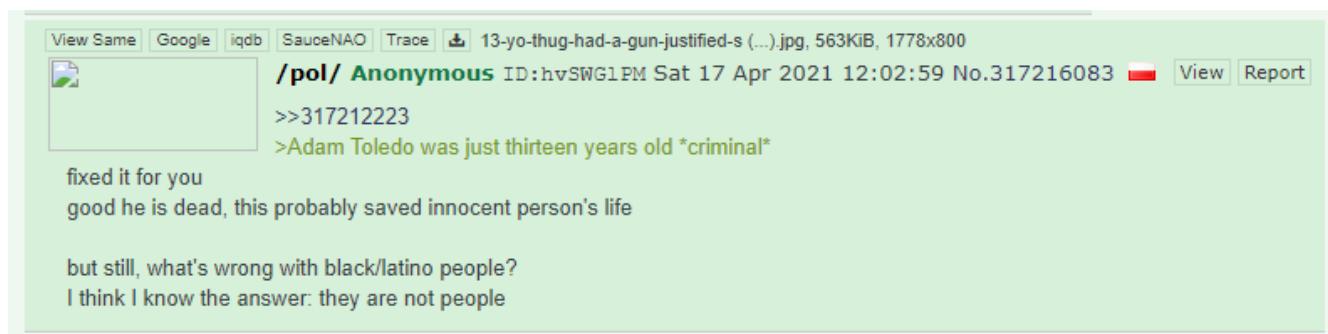 View Same Google iqdb SauceNAO Trace 13-yo-thug-had-a-gun-justified-s (...).jpg, 563KiB, 1778x800
/pol/ Anonymous ID:hvSWGlPM Sat 17 Apr 2021 12:02:59 No.317216083 View Report
>>317212223
>Adam Toledo was just thirteen years old *criminal*
fixed it for you
good he is dead, this probably saved innocent person's life
but still, what's wrong with black/latino people?
I think I know the answer: they are not people